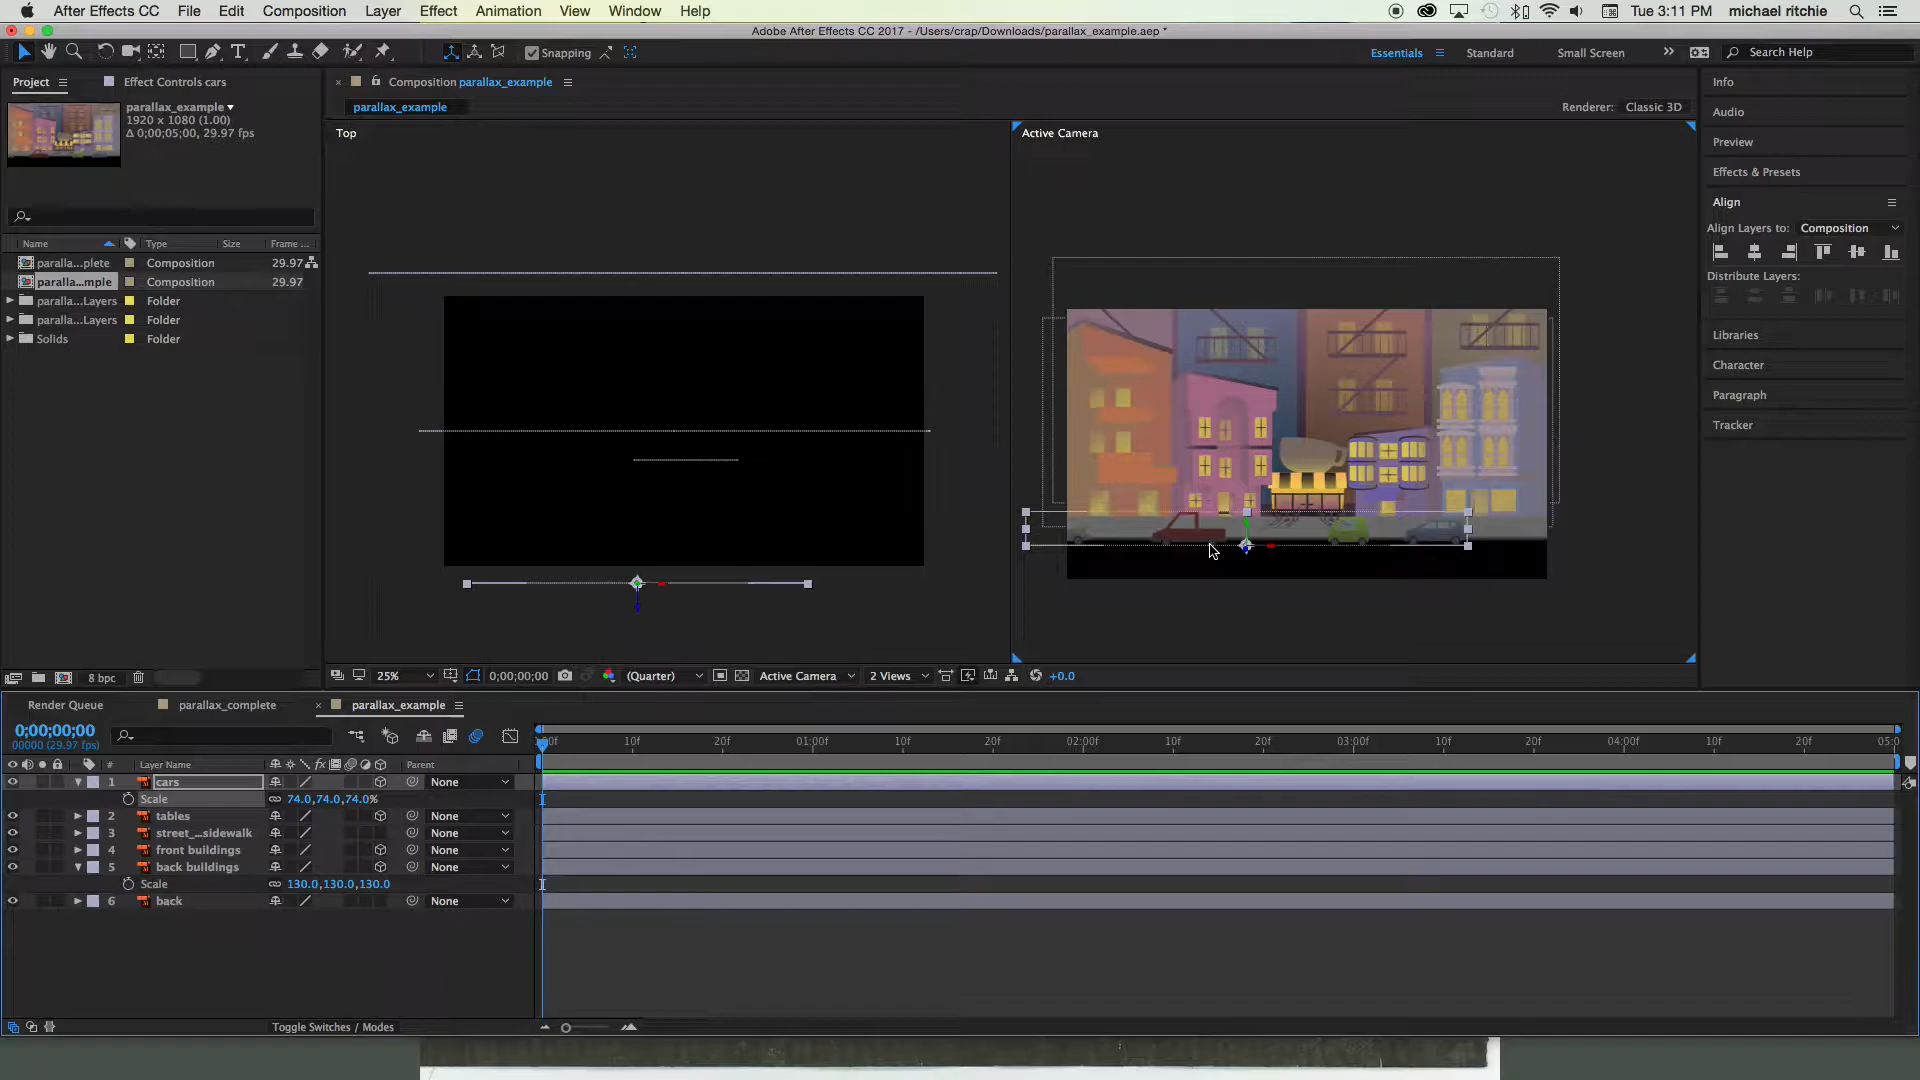 After Effects CC File Edit Composition Layer Effect Animation View Window Help Tue 3:11 PM michael ritchie
Adobe After Effects CC 2017 - /Users/crap/Downloads/parallax_example.aep *
Snapping Essentials Standard Small Screen Search Help
Project Effect Controls cars Composition parallax_example Info
parallax_example
1920 x 1080 (1.00)
Δ 0;00;05;00, 29.97 fps
parallax_example Renderer: Classic 3D
Top Active Camera
Audio
Preview
Effects & Presets
Align
Align Layers to: Composition
Distribute Layers:
Libraries
Character
Paragraph
Tracker
Name Type Size Frame ...
paralla...plete Composition 29.97
paralla...mple Composition 29.97
paralla...Layers Folder
paralla...Layers Folder
Solids Folder
8 bpc 25% 0;00;00;00 (Quarter) Active Camera 2 Views +0.0
Render Queue parallax_complete parallax_example
0;00;00;00
00000 (29.97 fps)
10f 20f 01:00f 10f 20f 02:00f 10f 20f 03:00f 10f 20f 04:00f 10f 20f 05:0
# Layer Name fx Parent
1 cars None
Scale 74.0,74.0,74.0%
2 tables None
3 street_...sidewalk None
4 front buildings None
5 back buildings None
Scale 130.0,130.0,130.0
6 back None
Toggle Switches / Modes